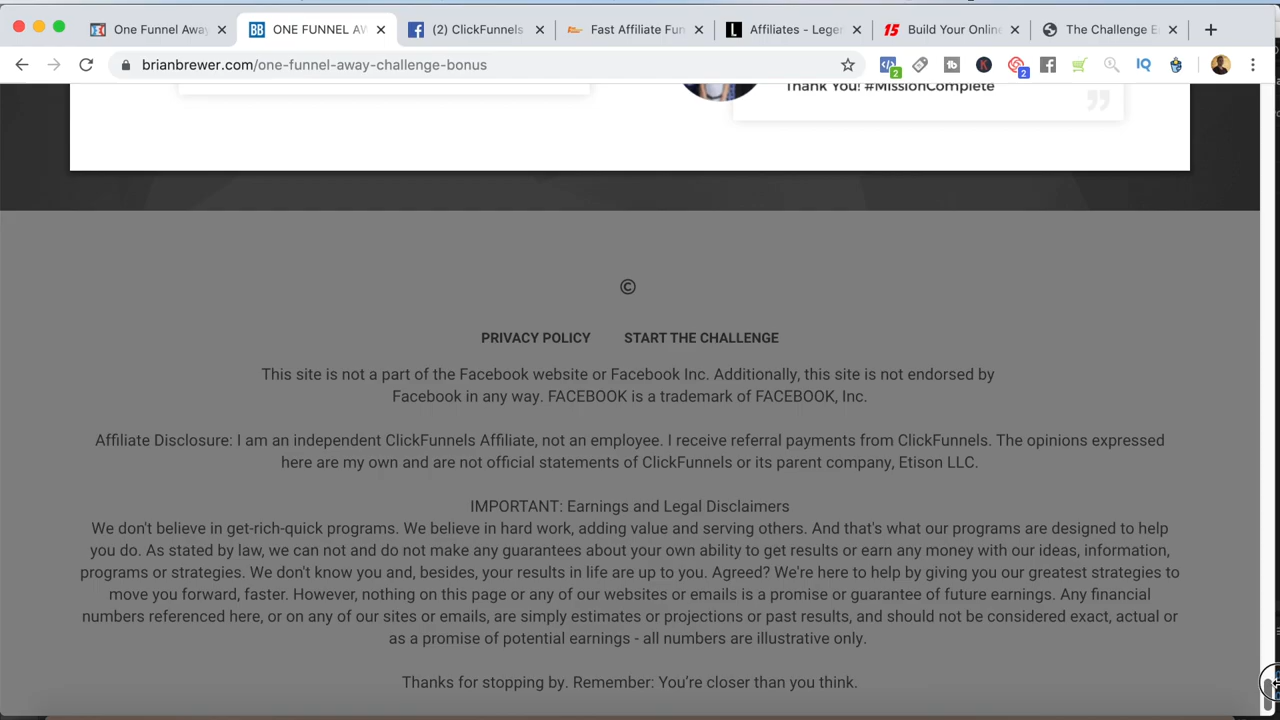 One Funnel Away
BB ONE FUNNEL AW
(2) ClickFunnels
Fast Affiliate Fun
L Affiliates - Leger
15 Build Your Online
The Challenge E
brianbrewer.com/one-funnel-away-challenge-bonus
2
2
IQ
Thank You! #MissionComplete
©
PRIVACY POLICY START THE CHALLENGE
This site is not a part of the Facebook website or Facebook Inc. Additionally, this site is not endorsed by
Facebook in any way. FACEBOOK is a trademark of FACEBOOK, Inc.
Affiliate Disclosure: I am an independent ClickFunnels Affiliate, not an employee. I receive referral payments from ClickFunnels. The opinions expressed
here are my own and are not official statements of ClickFunnels or its parent company, Etison LLC.
IMPORTANT: Earnings and Legal Disclaimers
We don't believe in get-rich-quick programs. We believe in hard work, adding value and serving others. And that's what our programs are designed to help
you do. As stated by law, we can not and do not make any guarantees about your own ability to get results or earn any money with our ideas, information,
programs or strategies. We don't know you and, besides, your results in life are up to you. Agreed? We're here to help by giving you our greatest strategies to
move you forward, faster. However, nothing on this page or any of our websites or emails is a promise or guarantee of future earnings. Any financial
numbers referenced here, or on any of our sites or emails, are simply estimates or projections or past results, and should not be considered exact, actual or
as a promise of potential earnings - all numbers are illustrative only.
Thanks for stopping by. Remember: You're closer than you think.